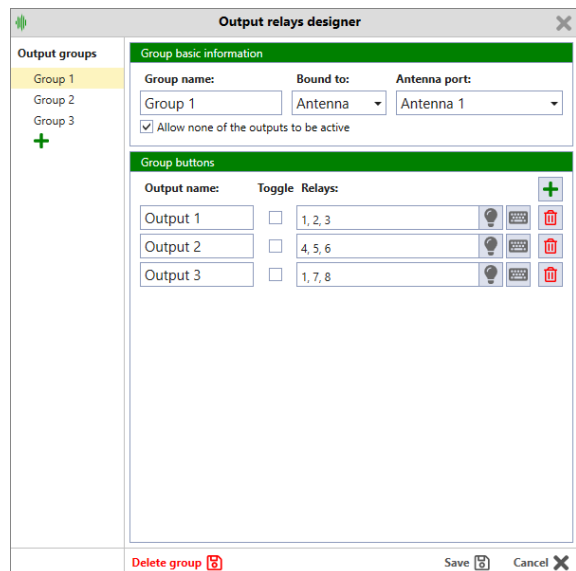 Output relays designer
Output groups
Group 1
Group 2
Group 3
Group basic information
Group name: Bound to: Antenna port:
Group 1 Antenna Antenna 1
Allow none of the outputs to be active
Group buttons
Output name: Toggle Relays:
Output 1 1, 2, 3
Output 2 4, 5, 6
Output 3 1, 7, 8
Delete group Save Cancel